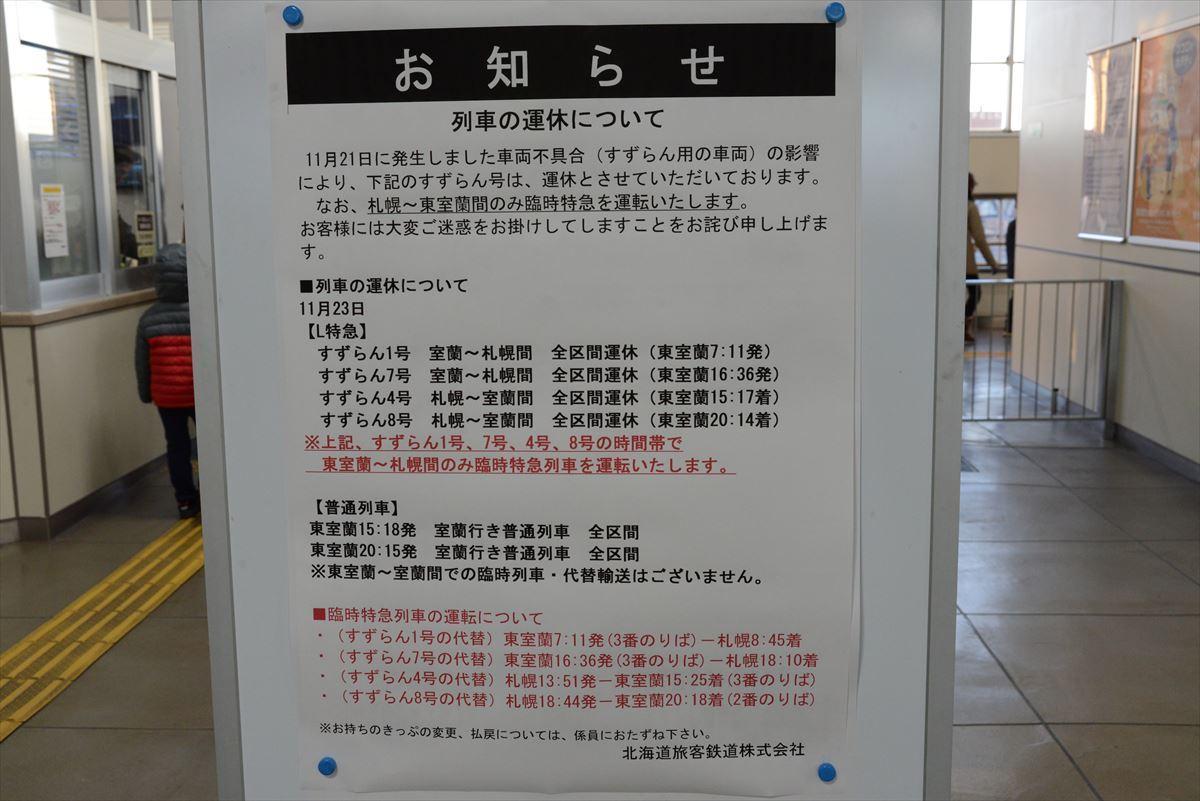 お知らせ
列車の運休について
11月21日に発生しました車両不具合（すずらん用の車両）の影響
により、下記のすずらん号は、運休とさせていただいております。
なお、札幌～東室蘭間のみ臨時特急を運転いたします。
お客様には大変ご迷惑をお掛けしてしますことをお詫び申し上げま
す。
■列車の運休について
11月23日
【L特急】
すずらん1号　室蘭～札幌間　全区間運休（東室蘭7:11発）
すずらん7号　室蘭～札幌間　全区間運休（東室蘭16:36発）
すずらん4号　札幌～室蘭間　全区間運休（東室蘭15:17着）
すずらん8号　札幌～室蘭間　全区間運休（東室蘭20:14着）
※上記、すずらん1号、7号、4号、8号の時間帯で
東室蘭～札幌間のみ臨時特急列車を運転いたします。
【普通列車】
東室蘭15:18発　室蘭行き普通列車　全区間
東室蘭20:15発　室蘭行き普通列車　全区間
※東室蘭～室蘭間での臨時列車・代替輸送はございません。
■臨時特急列車の運転について
・（すずらん1号の代替）東室蘭7:11発(3番のりば)－札幌8:45着
・（すずらん7号の代替）東室蘭16:36発(3番のりば)－札幌18:10着
・（すずらん4号の代替）札幌13:51発－東室蘭15:25着(3番のりば)
・（すずらん8号の代替）札幌18:44発－東室蘭20:18着(2番のりば)
※お持ちのきっぷの変更、払戻については、係員におたずね下さい。
北海道旅客鉄道株式会社